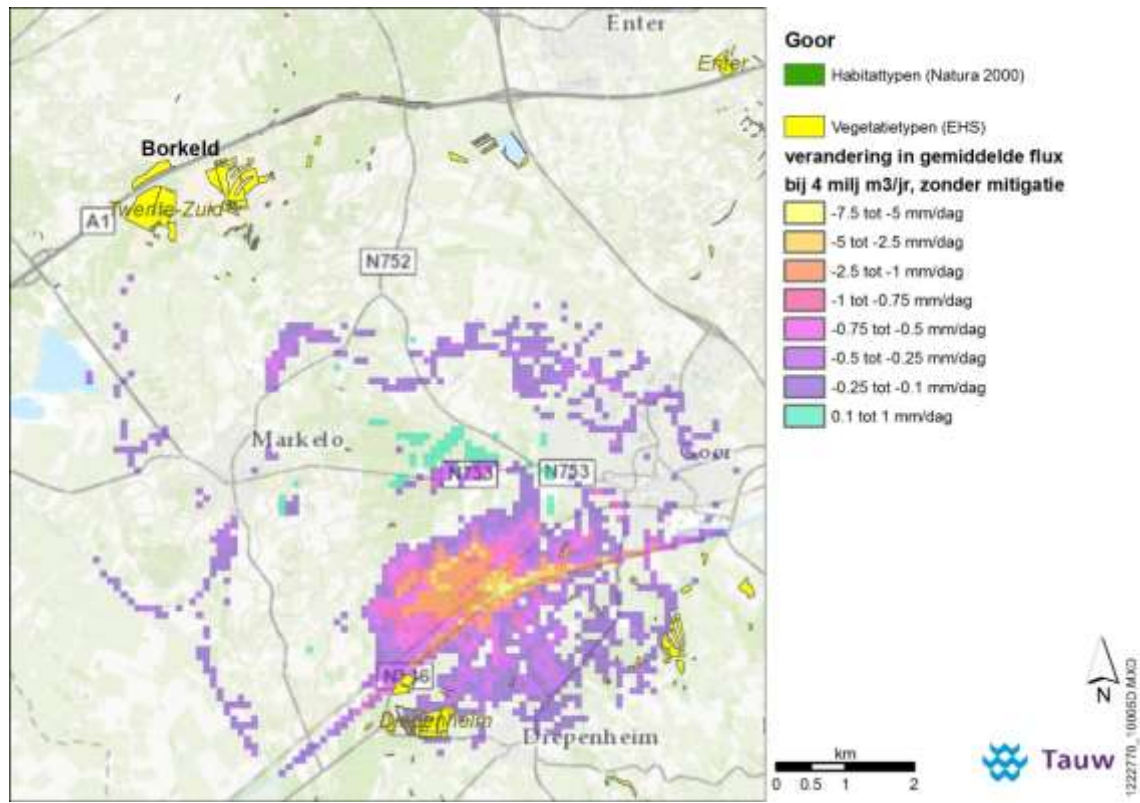 Enter
Enter
Borkeld
Twente-Zuid
A1
N752
Markelo
N753
N753
Goor
Diepenheim
Diepenheim
Goor
Habitattypen (Natura 2000)
Vegetatietypen (EHS)
verandering in gemiddelde flux
bij 4 milj m3/jr, zonder mitigatie
-7.5 tot -5 mm/dag
-5 tot -2.5 mm/dag
-2.5 tot -1 mm/dag
-1 tot -0.75 mm/dag
-0.75 tot -0.5 mm/dag
-0.5 tot -0.25 mm/dag
-0.25 tot -0.1 mm/dag
0.1 tot 1 mm/dag
N
km
0 0.5 1 2
Tauw